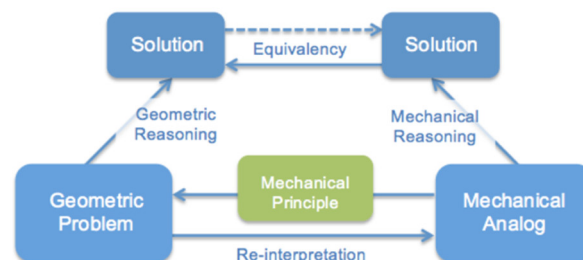 Solution
Solution
Equivalency
Geometric
Reasoning
Mechanical
Reasoning
Geometric
Problem
Mechanical
Principle
Mechanical
Analog
Re-interpretation